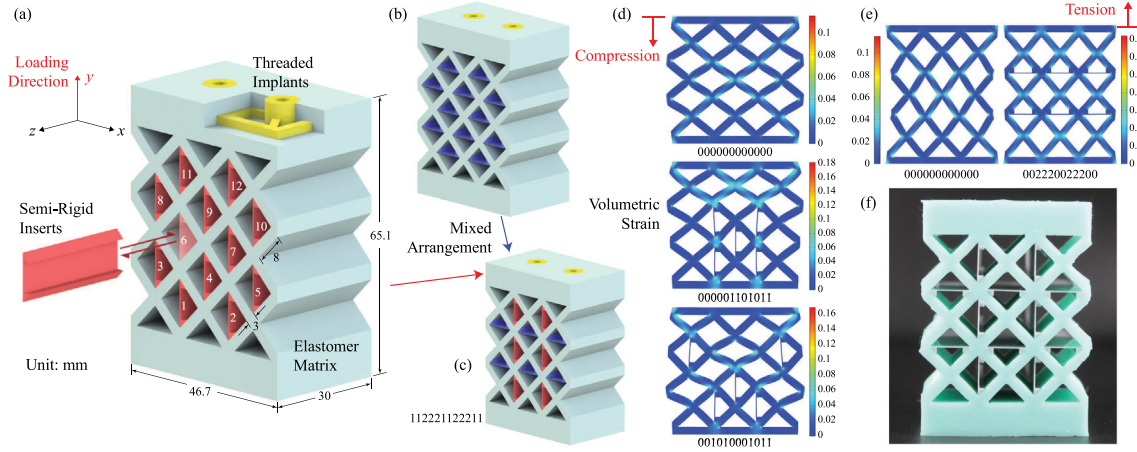 (a)
Loading
Direction
y
z
x
Threaded
Implants
11
12
8
9
10
6
7
3
4
5
1
2
8
3
65.1
Semi-Rigid
Inserts
Elastomer
Matrix
Unit: mm
46.7
30
(b)
Mixed
Arrangement
(c)
112221122211
(d)
Compression
0.1
0.08
0.06
0.04
0.02
0
000000000000
Volumetric
Strain
0.18
0.16
0.14
0.12
0.1
0.08
0.06
0.04
0.02
0
000001101011
0.16
0.14
0.12
0.1
0.08
0.06
0.04
0.02
0
001010001011
(e)
Tension
0.1
0.08
0.06
0.04
0.02
0
000000000000
002220022200
(f)